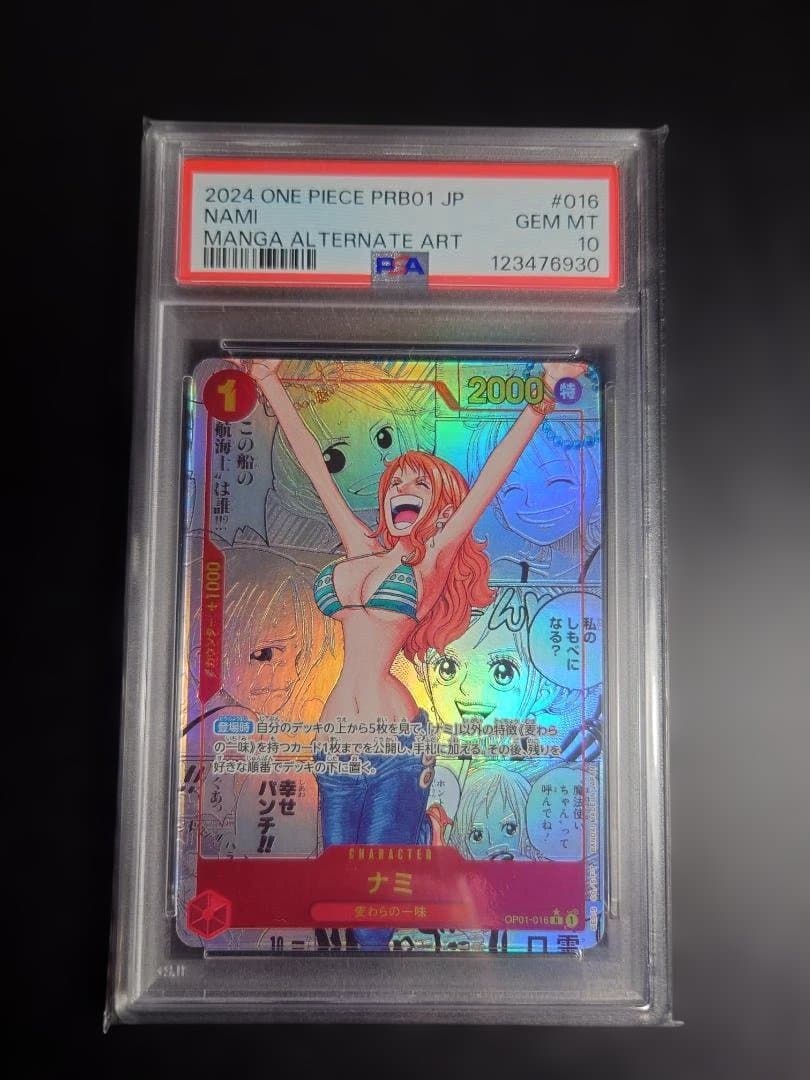 2024 ONE PIECE PRB01 JP #016
NAMI GEM MT
MANGA ALTERNATE ART 10
PSA 123476930
1
2000 特
この船の
航海士"は誰!!?
カウンター+1000
ん
私の
しもべに
なる?
登場時 自分のデッキの上から5枚を見て、「ナミ」以外の特徴《麦わら
の一味》を持つカード1枚までを公開し、手札に加える。その後、残りを
好きな順番でデッキの下に置く。
幸せ
パンチ!!
魔法使い
ちゃん"って
呼んでね!
CHARACTER
ナミ
麦わらの一味
OP01-016 R 1